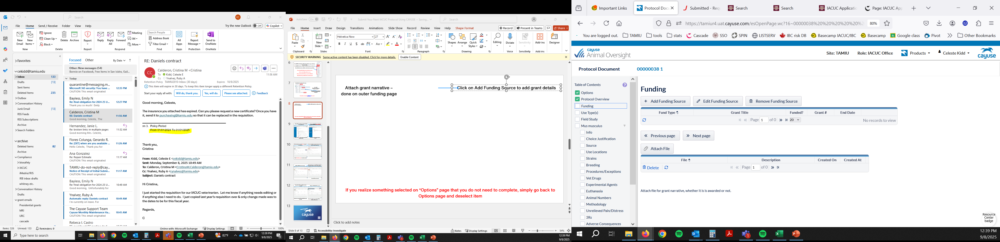 Search
KC
File Home Send / Receive Folder View Help
Try the new Outlook Off Copilot
New Email
New Items
Ignore
Clean Up
Block
Delete
Archive
Report
Reply
Reply All
Forward
Meeting
IM
More
Search People
Address Book
Filter Email
All Apps
Report Message
Send to OneNote
New Delete Report Respond Find Apps Protection OneNote
Favorites
cekidd@tamiu.edu
Inbox 133
Drafts [13]
Sent Items
Deleted Items 235
Outbox
Conversation History
Junk Email [13]
RSS Feeds
RSS Subscriptions
Archive
Search Folders
archive
Deleted Items 82
Archive
Compliance
biosafety
IACUC
iMedris/IRIS
IRB inbox drafts
whitney etc.
Conversation History
Drafts
grant emails
Presidential grants
MRI
URC
cascade
Focused Other By Date
Other: New messages (54)
Bonnie on Facebook, Free Items in San Isidro, Gail...
Today
quarantine@messaging.m...
Microsoft 365 security: You have ... 12:35 PM
CAUTION: This email originated
Bayless, Emily N
Re: final obligation for 2024-25 U... 12:27 PM
Thank you so much! Emily
Calderon, Cristina M
RE: Daniels contract 11:56 AM
Good morning, Celeste, The
Hernandez, Janie L.
Re: broken links in multiple pages 11:32 AM
Good morning Mrs. Celeste,
Flores Colunga, Gerardo R.
Re: [EXT] when are you available ... 11:26 AM
Hello Celeste, Thank you for
Ana Gonzalez
Re: Repair Estimate 11:17 AM
CAUTION: This email originated
TAMIU-do-not-reply@cay...
Notice of Receipt of Initial Submi... 11:17 AM
CAUTION: This email originated
Bayless, Emily N
Re: final obligation for 2024-25 U... 10:49 AM
Good morning, Unfortunately for
Ynalvez, Ruby A
Automatic reply: Daniels contract 10:49 AM
I'm currently on leave. For
The Cayuse Support Team
Cayuse Monthly Maintenance Ha... 10:45 AM
CAUTION: This email originated
Rebeca I. Castro
RE: Daniels contract
CC
Calderon, Cristina M <Cristina
To Kidd, Celeste E
Cc Ynalvez, Ruby A
11:56 AM
Retention Policy TAMIU2010-Inbox (30 days) Expires 10/8/2025
This item will expire in 30 days. To keep this item longer apply a different Retention Policy.
Start your reply all with: Will do, thank you. Yes, will do. Please see attached. Feedback
Good morning, Celeste,
The insurance you attached has expired. Can you please request a new certificate? Once you have
it, send it to purchasing@tamiu.edu so that it can be replaced in the requisition.
em 3. Policy Period
From 01/01/2024 To 01/01/2025
Thank you,
Cristina
From: Kidd, Celeste E <cekidd@tamiu.edu>
Sent: Monday, September 8, 2025 10:49 AM
To: Calderon, Cristina M <CristinaM.Calderon@tamiu.edu>
Cc: Ynalvez, Ruby A <rynalvez@tamiu.edu>
Subject: Daniels contract
Hi Cristina,
I just started the requisition for our IACUC veterinarian. Let me know if anything needs editing or
if anything else I need to do. I just copied last year's requisition over & only change made was to
the dates to be for this fiscal year.
Regards,
C
Items: 326 Unread: 133 Reminders: 9 Online with: Microsoft Exchange Display Settings 100%
Type here to search
82°F
12:39 PM
9/8/2025
AutoSave On Submit Your Next IACUC Protocol Using CAYUSE • Saving... Search
File Home Insert Draw Design Transitions Animations Slide Show Record Review View Help Shape Format
Record Present in Teams Share
Paste
New Slide
Helvetica Now 27
Shapes Arrange Quick Styles
Editing Dictate Sensitivity Add-ins Designer
Clipboard Slides Font Paragraph Drawing Voice Sensitivity Add-ins
SECURITY WARNING Some active content has been disabled. Click for more details. Enable Content
6
7
8
9
10
11
12
13
cayuse
Attach grant narrative –
done on outer funding page
Click on Add Funding Source to add grant details
If you realize something selected on "Options" page that you do not need to complete, simply go back to
Options page and deselect item
Click to add notes
Slide 8 of 13 Accessibility: Investigate Notes Display Settings 54%
12:39 PM
9/8/2025
Important Links
Protocol Docu
Submitted - Req
Search
Search
IACUC Applicatio
Page: IACUC App
https://tamiur4.uat.cayuse.com/esOpenPage.wc?16~00000038%20%20%20%20%20%2 80%
You are logged out. TAMIU tools stats Cascade SSO SPIN LISTSERV IBC risk DB Basecamp IACUC/IBC Basecamp Google class Pivot Other Bookmarks
cayuse
Animal Oversight
Site: TAMIU Role: IACUC Office Products Celeste Kidd
cayuse
Protocol Document 00000038 1
Table of Contents
Options
Protocol Overview
Funding
Use Type(s)
Field Study
Mus musculus
Info
Choice Justification
Source
Use Locations
Strains
Breeding
Procedures/Exceptions
Vet Drugs
Experimental Agents
Euthanasia
Animal Numbers
Methodology
Unrelieved Pain/Distress
3Rs
Adverse Consequences
Funding
+ Add Funding Source Edit Funding Source Remove Funding Source
Fund Type Grant Title Funded? Grant # End Date
Page 1 of 0 20 No records to view
Previous page Next page
Attach File
File Description Created On Created At
Delete Page 1 of 0
Attach file for grant narrative, whether it is is awarded or not.
Resource
Center
badge
12:39 PM
9/8/2025